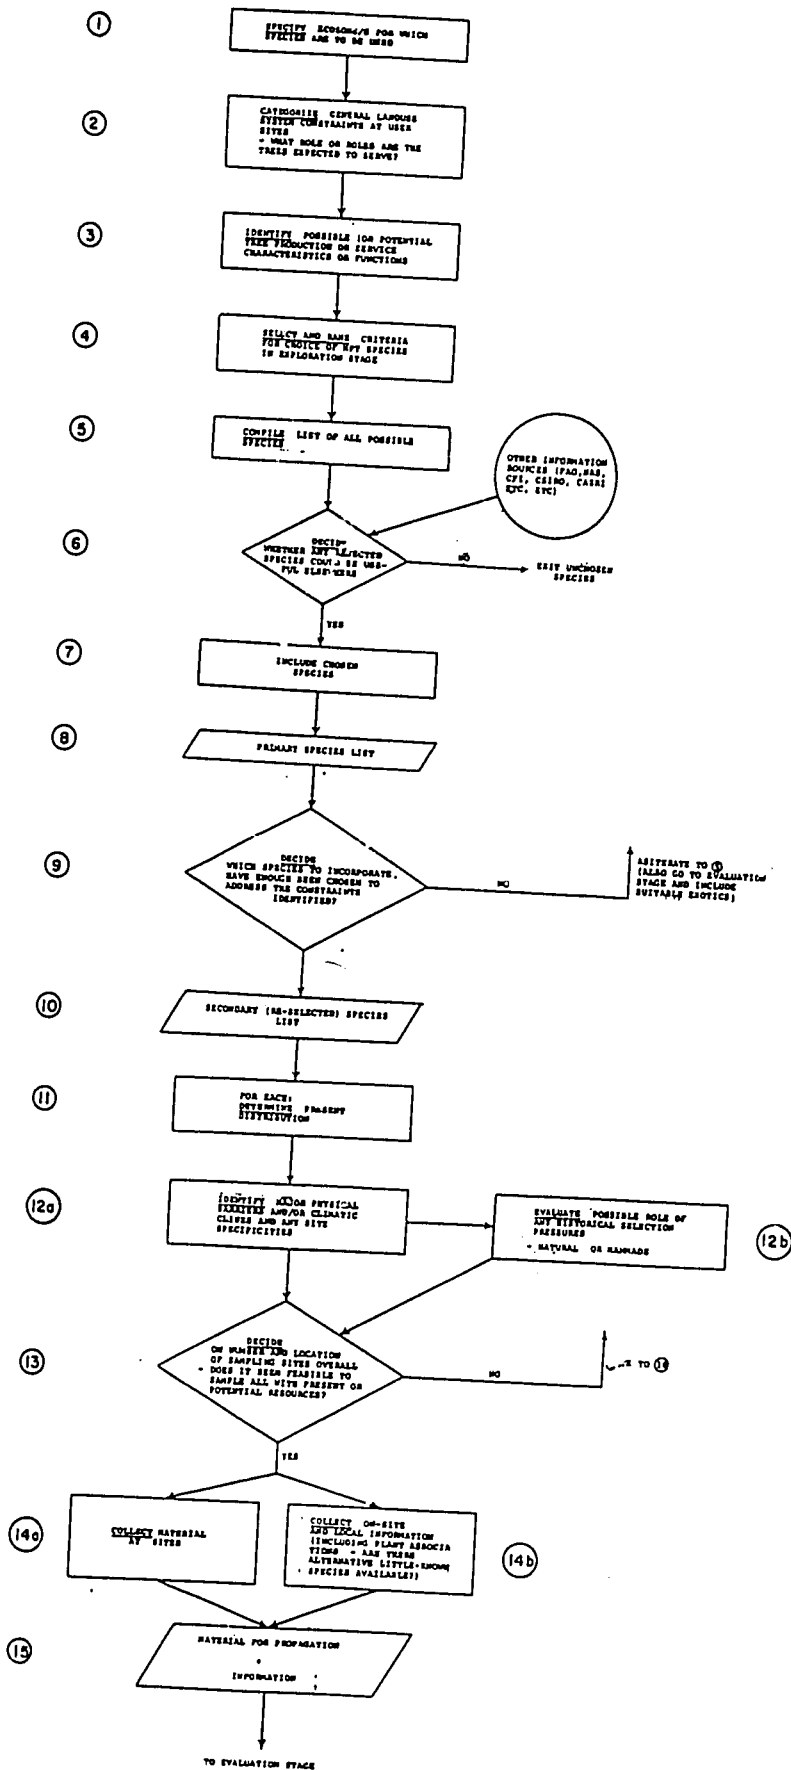 1
SPECIFY ECOZONE/S FOR WHICH
SPECIES ARE TO BE USED
2
CATEGORIZE GENERAL LANDUSE
SYSTEM CONSTRAINTS AT USER
SITES
- WHAT ROLE OR ROLES ARE THE
TREES EXPECTED TO SERVE?
3
IDENTIFY POSSIBLE (OR POTENTIAL
TREE PRODUCTION OR SERVICE
CHARACTERISTICS OR FUNCTIONS
4
SELECT AND RANK CRITERIA
FOR CHOICE OF MPT SPECIES
IN EXPLORATION STAGE
5
COMPILE LIST OF ALL POSSIBLE
SPECIES
OTHER INFORMATION
SOURCES (FAO, NAS,
CFI, CSIRO, CASRI
ETC, ETC)
6
DECIDE
WHETHER ANY REJECTED
SPECIES COULD BE USE-
FUL ELSEWHERE
NO
EXIT UNCHOSEN
SPECIES
YES
7
INCLUDE CHOSEN
SPECIES
8
PRIMARY SPECIES LIST
9
DECIDE
WHICH SPECIES TO INCORPORATE.
HAVE ENOUGH BEEN CHOSEN TO
ADDRESS THE CONSTRAINTS
IDENTIFIED?
NO
ABITERATE TO
(ALSO GO TO EVALUATION
STAGE AND INCLUDE
SUITABLE EXOTICS)
10
SECONDARY (RE-SELECTED) SPECIES
LIST
11
FOR EACH:
DETERMINE PRESENT
DISTRIBUTION
12a
IDENTIFY MAJOR PHYSICAL
BARRIERS AND/OR CLIMATIC
CLINES AND ANY SITE
SPECIFICITIES
EVALUATE POSSIBLE ROLE OF
ANY HISTORICAL SELECTION
PRESSURES
- NATURAL OR MANMADE
12b
13
DECIDE
ON NUMBER AND LOCATION
OF SAMPLING SITES OVERALL
- DOES IT SEEM FEASIBLE TO
SAMPLE ALL WITH PRESENT OR
POTENTIAL RESOURCES?
NO
TO 10
YES
14a
COLLECT MATERIAL
AT SITES
COLLECT ON-SITE
AND LOCAL INFORMATION
(INCLUDING PLANT ASSOCIA
TIONS - ARE THERE
ALTERNATIVE LITTLE-KNOWN
SPECIES AVAILABLE?)
14b
15
MATERIAL FOR PROPAGATION
+
INFORMATION
TO EVALUATION STAGE